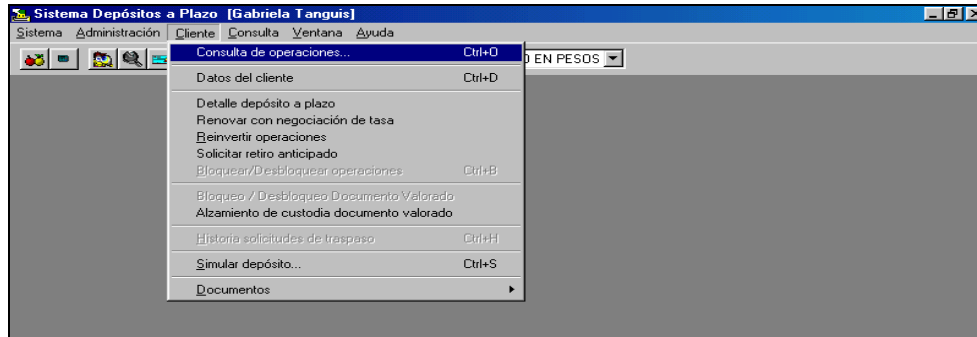 Sistema Depósitos a Plazo [Gabriela Tanguis]
Sistema Administración Cliente Consulta Ventana Ayuda
EN PESOS
Consulta de operaciones... Ctrl+O
Datos del cliente Ctrl+D
Detalle depósito a plazo
Renovar con negociación de tasa
Reinvertir operaciones
Solicitar retiro anticipado
Bloquear/Desbloquear operaciones Ctrl+B
Bloqueo / Desbloqueo Documento Valorado
Alzamiento de custodia documento valorado
Historia solicitudes de traspaso Ctrl+H
Simular depósito... Ctrl+S
Documentos